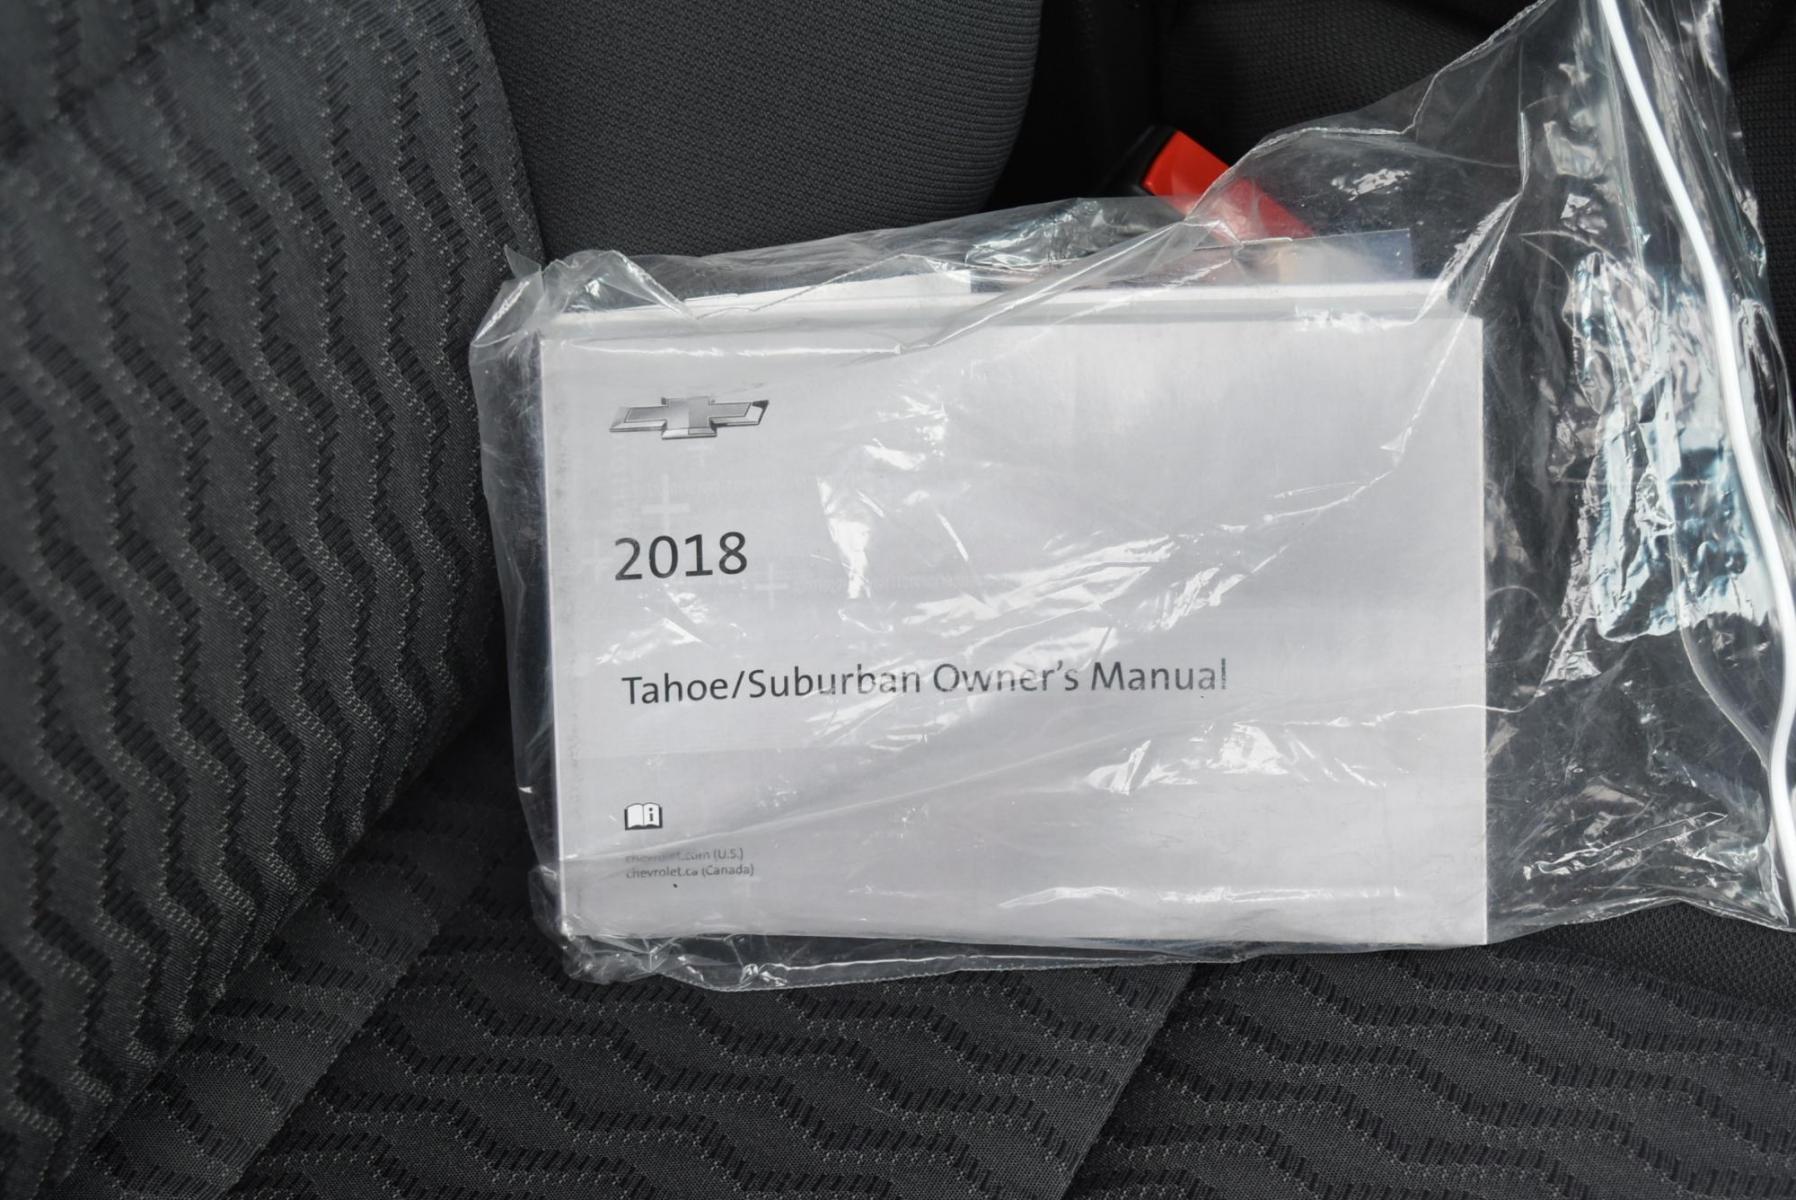 2018
Tahoe/Suburban Owner's Manual
i
chevrolet.com (U.S.)
chevrolet.ca (Canada)